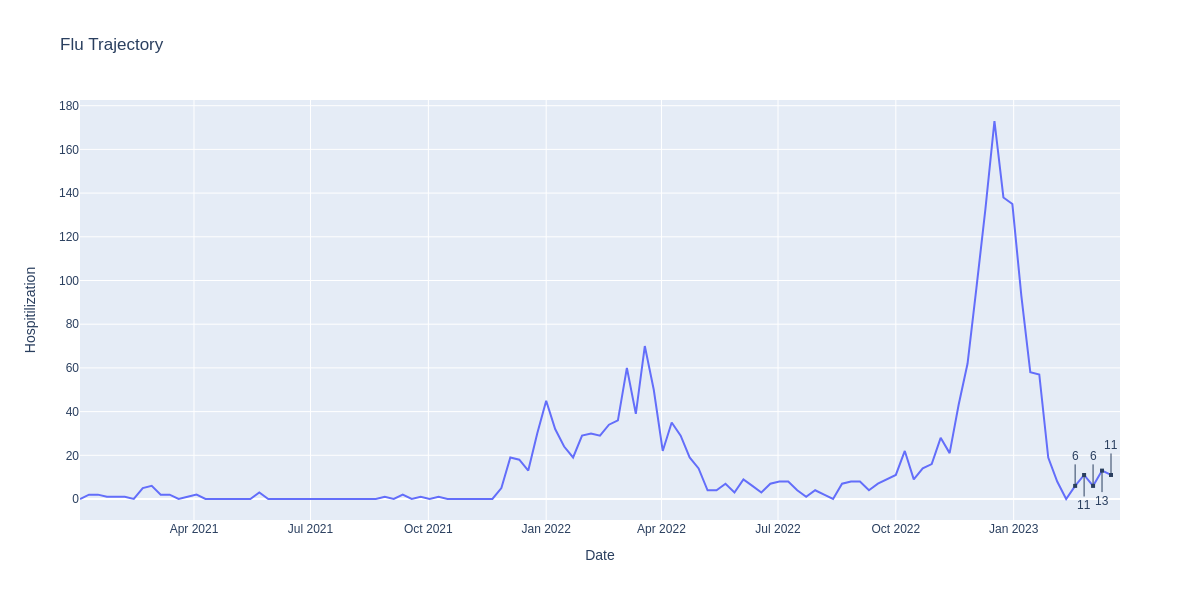 Flu Trajectory
180
160
140
120
100
80
60
40
20
0
Hospitilization
6 6 11
11 13
Apr 2021 Jul 2021 Oct 2021 Jan 2022 Apr 2022 Jul 2022 Oct 2022 Jan 2023
Date